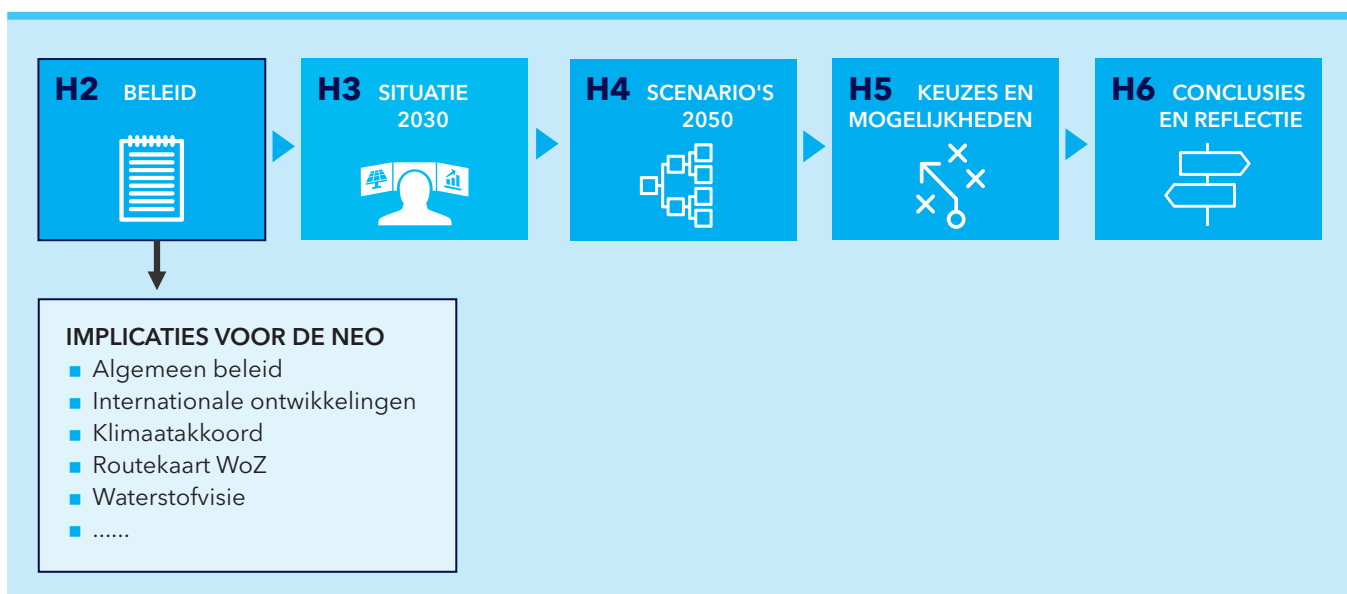 H2 BELEID
H3 SITUATIE
2030
H4 SCENARIO'S
2050
H5 KEUZES EN
MOGELIJKHEDEN
H6 CONCLUSIES
EN REFLECTIE
IMPLICATIES VOOR DE NEO
Algemeen beleid
Internationale ontwikkelingen
Klimaatakkoord
Routekaart WoZ
Waterstofvisie
......